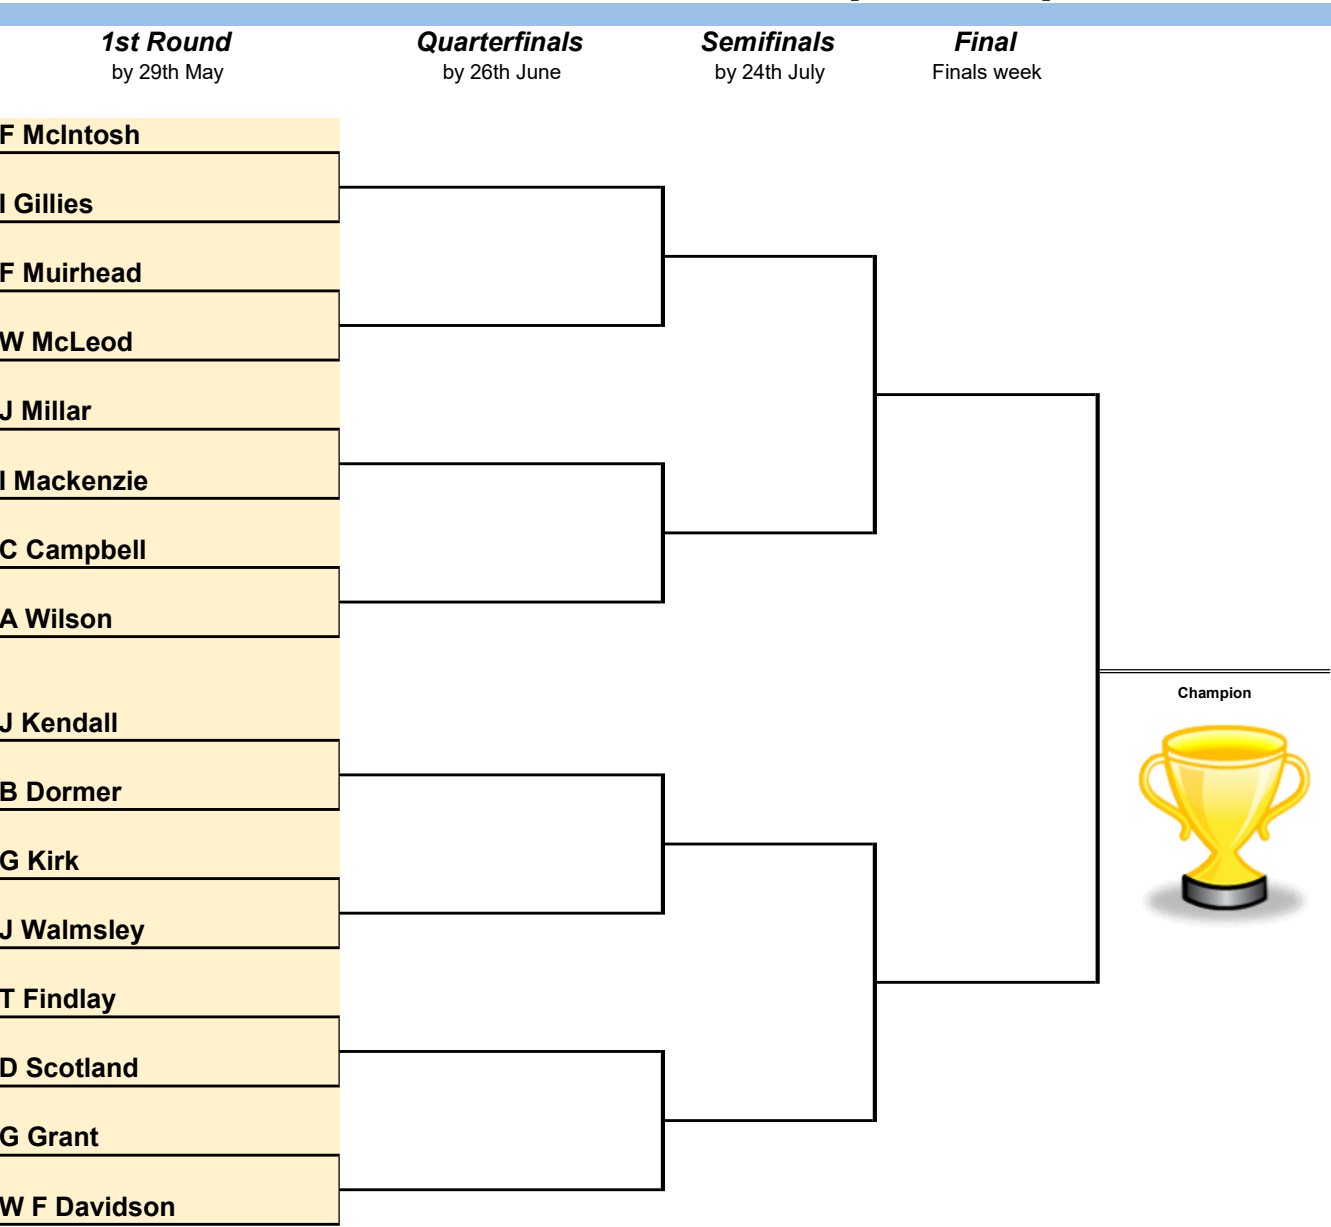 1st Round
Quarterfinals
Semifinals
Final
by 29th May
by 26th June
by 24th July
Finals week
F McIntosh
I Gillies
F Muirhead
W McLeod
J Millar
I Mackenzie
C Campbell
A Wilson
Champion
J Kendall
B Dormer
G Kirk
J Walmsley
T Findlay
D Scotland
G Grant
W F Davidson